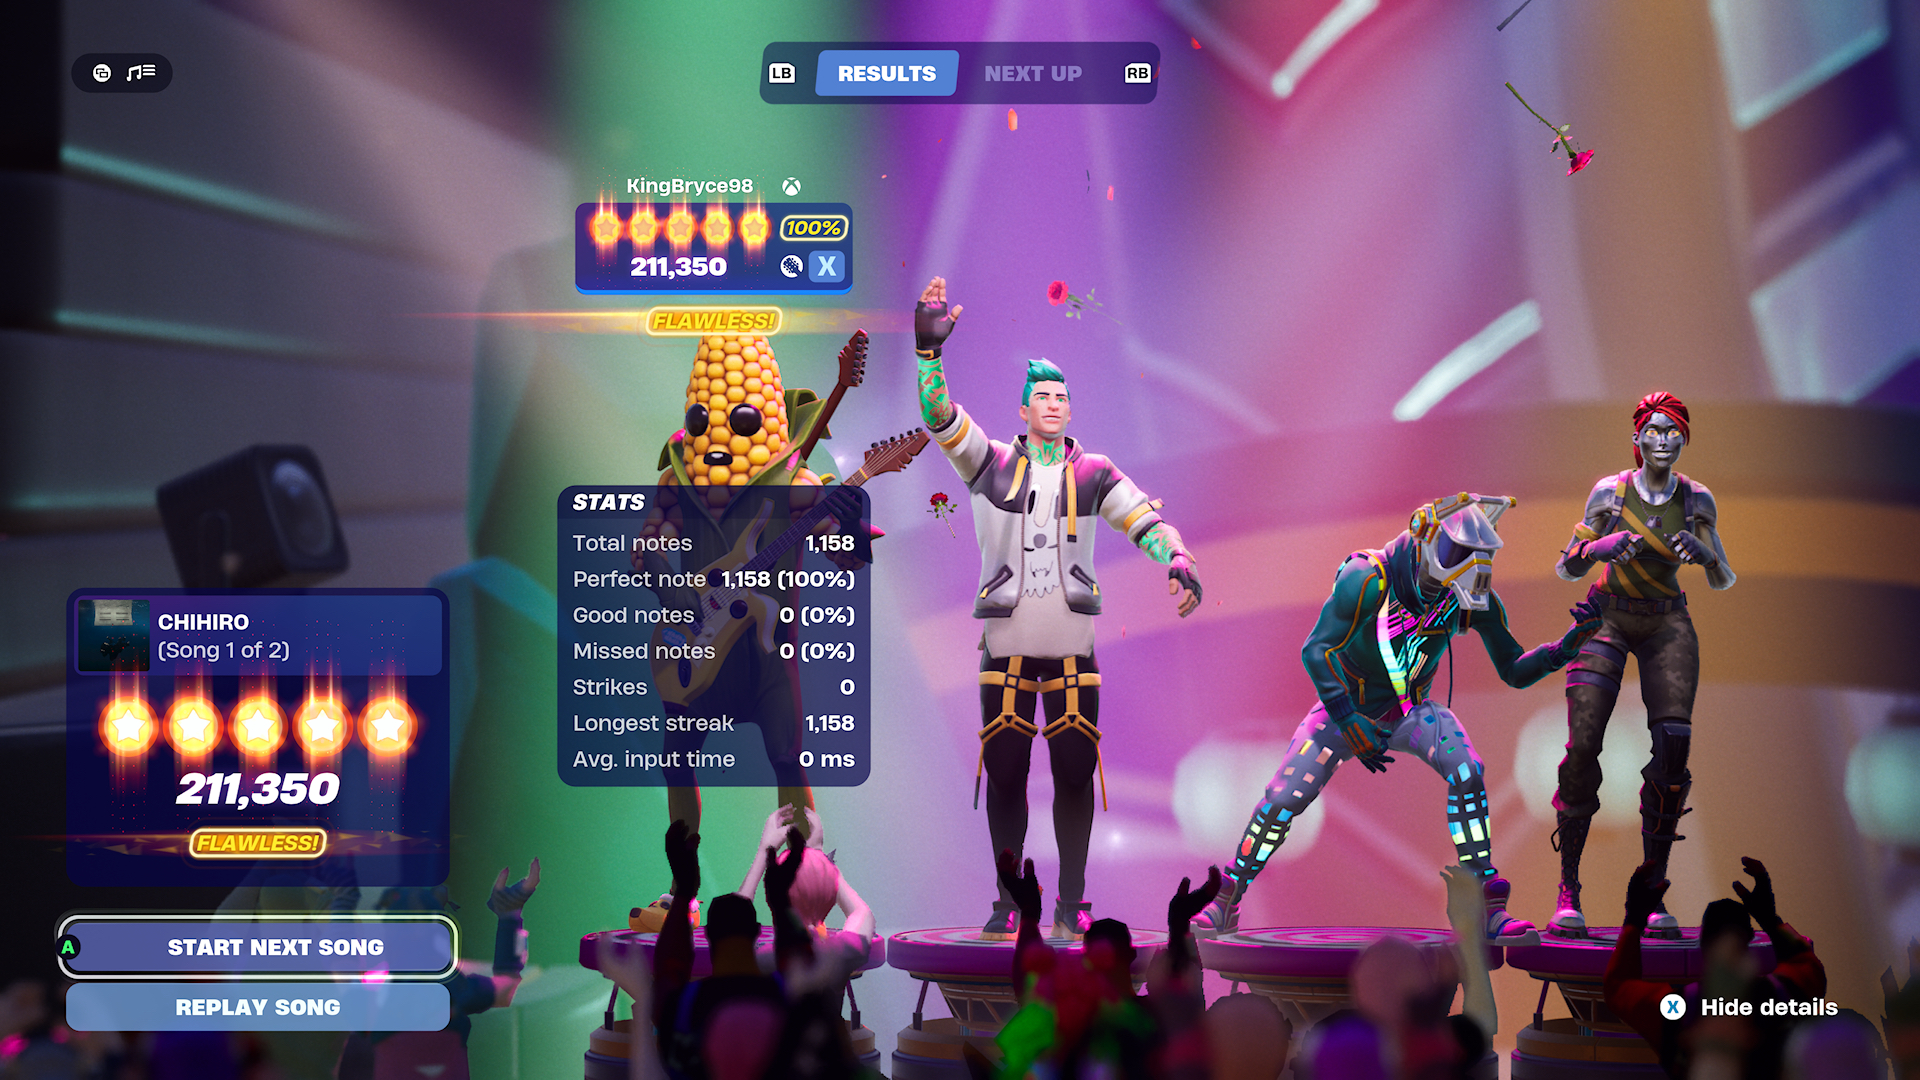 LB RESULTS NEXT UP RB
KingBryce98
100%
211,350
X
FLAWLESS!
STATS
Total notes 1,158
Perfect note 1,158 (100%)
Good notes 0 (0%)
Missed notes 0 (0%)
Strikes 0
Longest streak 1,158
Avg. input time 0 ms
CHIHIRO
(Song 1 of 2)
211,350
FLAWLESS!
A START NEXT SONG
REPLAY SONG
X Hide details